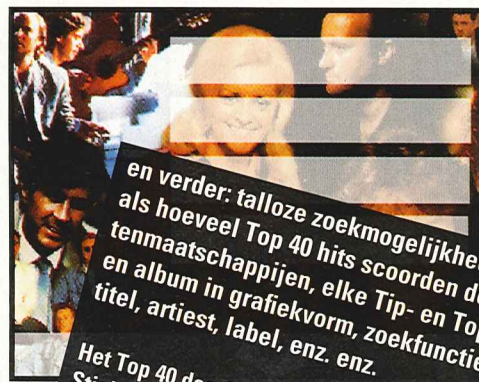 en verder: talloze zoekmogelijkhe
als hoeveel Top 40 hits scoorden d
tenmaatschappijen, elke Tip- en Top
en album in grafiekvorm, zoekfunctie
titel, artiest, label, enz. enz.
Het Top 40 d